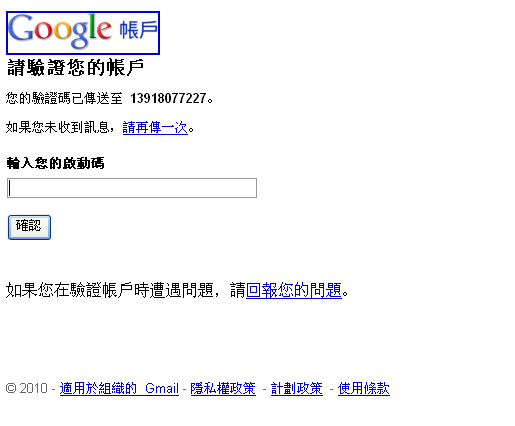 Google 帳戶
請驗證您的帳戶
您的驗證碼已傳送至 13918077227。
如果您未收到訊息，請再傳一次。
輸入您的啟動碼
確認
如果您在驗證帳戶時遭遇問題，請回報您的問題。
© 2010 - 適用於組織的 Gmail - 隱私權政策 - 計劃政策 - 使用條款